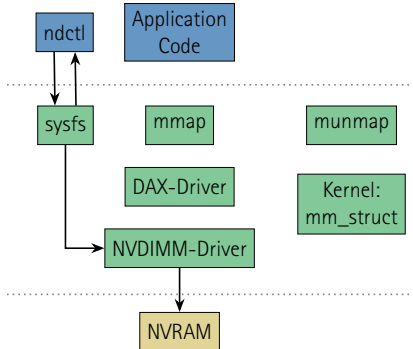 ndctl
Application
Code
sysfs
mmap
munmap
DAX-Driver
Kernel:
mm_struct
NVDIMM-Driver
NVRAM